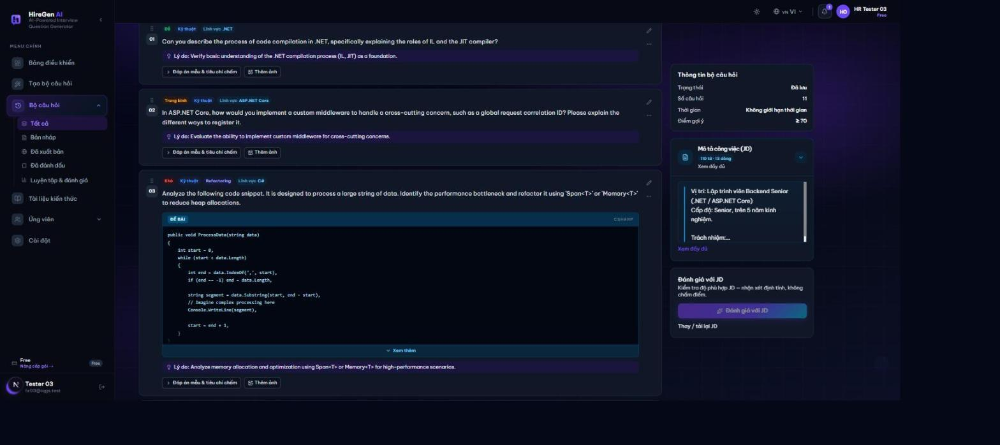 HireGen AI
AI-Powered Interview
Question Generator
MENU CHÍNH
Bảng điều khiển
Tạo bộ câu hỏi
Bộ câu hỏi
Tất cả
Bản nháp
Đã xuất bản
Đã đánh dấu
Luyện tập & đánh giá
Tài liệu kiến thức
Ứng viên
Cài đặt
Free
Nâng cấp gói →
Free
N
Tester 03
hr03@iqgs.test
VN VI
1
H0
HR Tester 03
Free
01
Dễ Kỹ thuật Lĩnh vực .NET
Can you describe the process of code compilation in .NET, specifically explaining the roles of IL and the JIT compiler?
Lý do: Verify basic understanding of the .NET compilation process (IL, JIT) as a foundation.
Đáp án mẫu & tiêu chí chấm Thêm ảnh
02
Trung bình Kỹ thuật Lĩnh vực ASP.NET Core
In ASP.NET Core, how would you implement a custom middleware to handle a cross-cutting concern, such as a global request correlation ID? Please explain the
different ways to register it.
Lý do: Evaluate the ability to implement custom middleware for cross-cutting concerns.
Đáp án mẫu & tiêu chí chấm Thêm ảnh
03
Khó Kỹ thuật Refactoring Lĩnh vực C#
Analyze the following code snippet. It is designed to process a large string of data. Identify the performance bottleneck and refactor it using `Span<T>` or `Memory<T>`
to reduce heap allocations.
ĐỀ BÀI CSHARP
public void ProcessData(string data)
{
int start = 0,
while (start < data.Length)
{
int end = data.IndexOf(',', start),
if (end == -1) end = data.Length,
string segment = data.Substring(start, end - start),
// Imagine complex processing here
Console.WriteLine(segment),
start = end + 1,
}
}
Xem thêm
Lý do: Analyze memory allocation and optimization using Span<T> or Memory<T> for high-performance scenarios.
Đáp án mẫu & tiêu chí chấm Thêm ảnh
Thông tin bộ câu hỏi
Trạng thái Đã lưu
Số câu hỏi 11
Thời gian Không giới hạn thời gian
Điểm gợi ý ≥ 70
Mô tả công việc (JD)
110 từ · 13 dòng
Xem đầy đủ
Vị trí: Lập trình viên Backend Senior
(.NET / ASP.NET Core)
Cấp độ: Senior, trên 5 năm kinh
nghiệm.
Trách nhiệm:...
Xem đầy đủ
Đánh giá với JD
Kiểm tra độ phù hợp JD — nhận xét định tính, không
chấm điểm.
Đánh giá với JD
Thay / tải lại JD